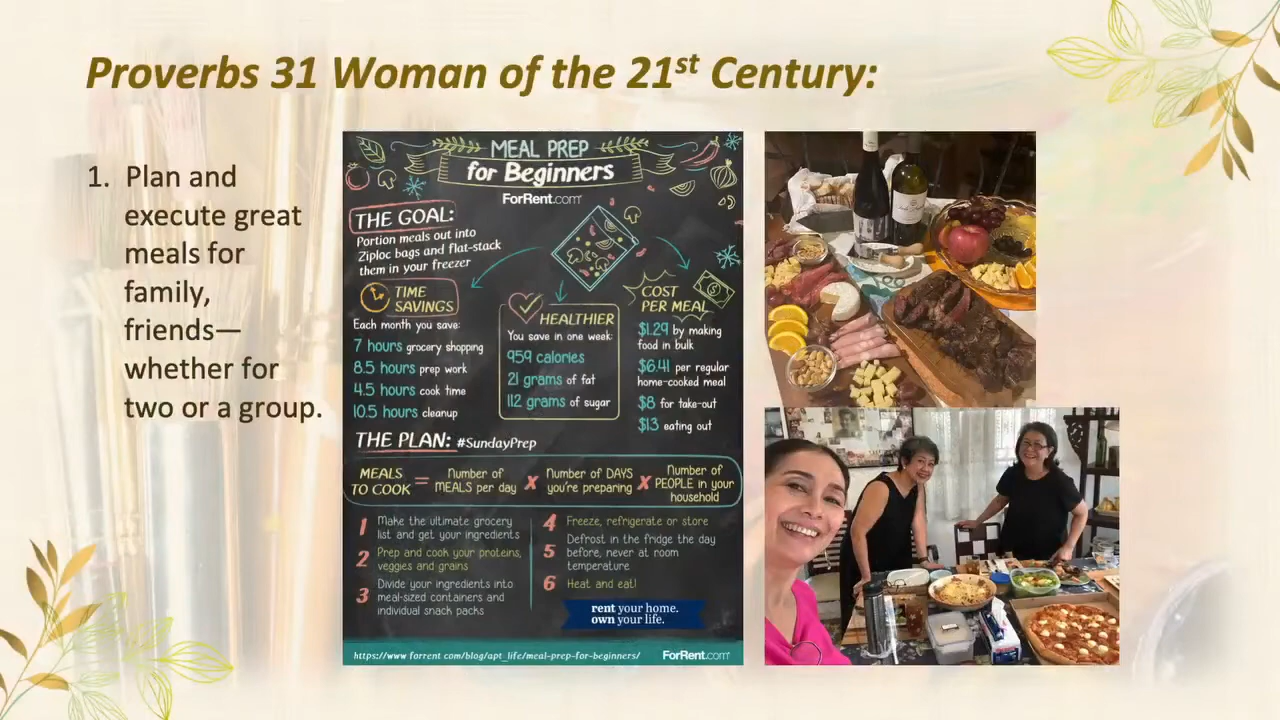 Proverbs 31 Woman of the 21st Century:
1. Plan and
execute great
meals for
family,
friends—
whether for
two or a group.
MEAL PREP
for Beginners
ForRent.com
THE GOAL:
Portion meals out into
Ziploc bags and flat-stack
them in your freezer
TIME
SAVINGS
Each month you save:
7 hours grocery shopping
8.5 hours prep work
4.5 hours cook time
10.5 hours cleanup
HEALTHIER
You save in one week:
959 calories
21 grams of fat
112 grams of sugar
COST
PER MEAL
$1.29 by making
food in bulk
$6.41 per regular
home-cooked meal
$8 for take-out
$13 eating out
THE PLAN: #SundayPrep
MEALS
TO COOK = Number of
MEALS per day x Number of DAYS
you're preparing x Number of
PEOPLE in your
household
1 Make the ultimate grocery
list and get your ingredients
2 Prep and cook your proteins,
veggies and grains
3 Divide your ingredients into
meal-sized containers and
individual snack packs
4 Freeze, refrigerate or store
5 Defrost in the fridge the day
before, never at room
temperature
6 Heat and eat!
rent your home.
own your life.
https://www.forrent.com/blog/apt_life/meal-prep-for-beginners/
ForRent.com